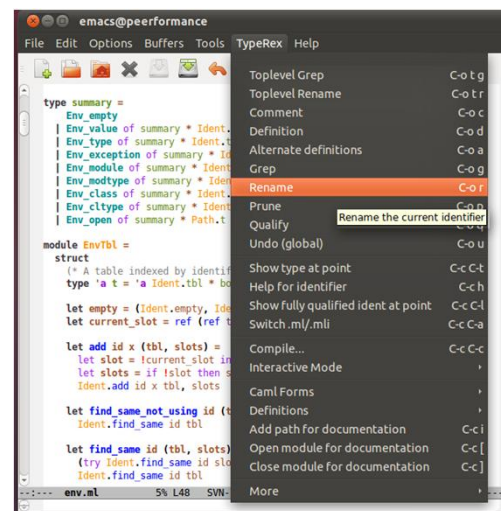 emacs@peerformance
File Edit Options Buffers Tools TypeRex Help
type summary =
Env_empty
| Env_value of summary * Ident.
| Env_type of summary * Ident.t
| Env_exception of summary * Id
| Env_module of summary * Ident
| Env_modtype of summary * Iden
| Env_class of summary * Ident.
| Env_cltype of summary * Ident
| Env_open of summary * Path.t
module EnvTbl =
struct
(* A table indexed by identif
type 'a t = 'a Ident.tbl * bo
let empty = (Ident.empty, Ide
let current_slot = ref (ref t
let add id x (tbl, slots) =
let slot = !current_slot in
let slots = if !slot then s
Ident.add id x tbl, slots
let find_same_not_using id (t
Ident.find_same id tbl
let find_same id (tbl, slots)
(try Ident.find_same id slo
Ident.find_same id tbl
--:--- env.ml 5% L48 SVN-
Toplevel Grep C-o t g
Toplevel Rename C-o t r
Comment C-o c
Definition C-o d
Alternate definitions C-o a
Grep C-o g
Rename C-o r
Prune C-o p
Rename the current identifier
Qualify C-o q
Undo (global) C-o u
Show type at point C-c C-t
Help for identifier C-c h
Show fully qualified ident at point C-c C-l
Switch .ml/.mli C-c C-a
Compile... C-c C-c
Interactive Mode
Caml Forms
Definitions
Add path for documentation C-c i
Open module for documentation C-c [
Close module for documentation C-c ]
More